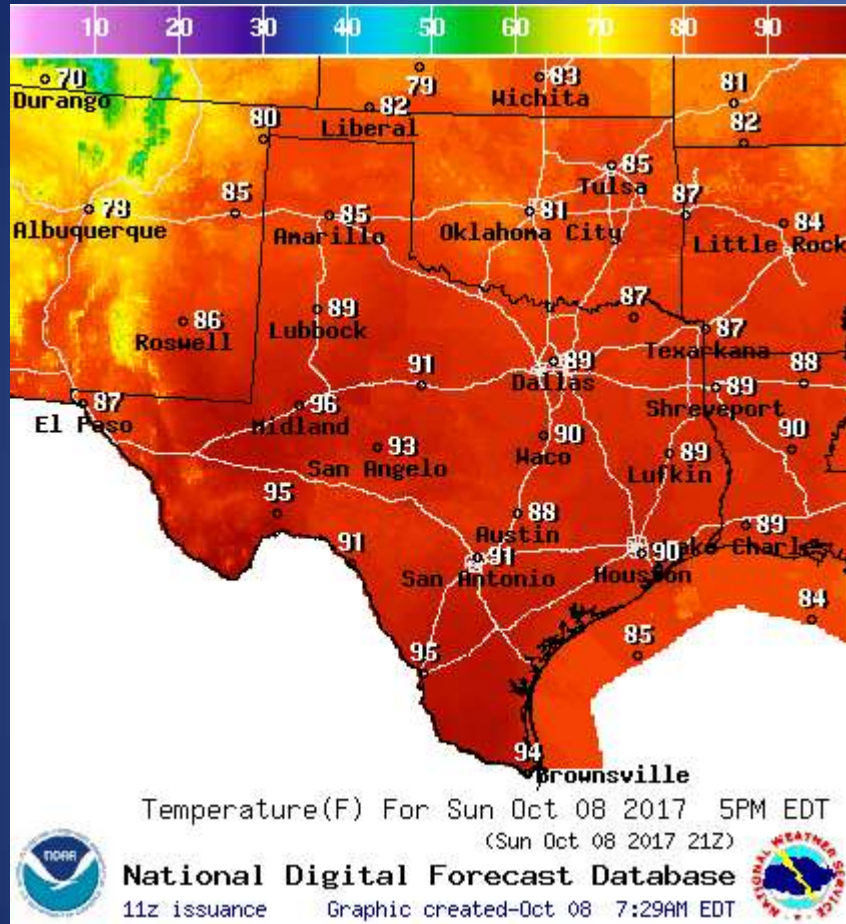 10 20 30 40 50 60 70 80 90
70 79 83 81
Durango Wichita
80 82 82
Liberal
85
Tulsa
78 85 85 81 87 84
Albuquerque Amarillo Oklahoma City Little Rock
86 89 87 87
Roswell Lubbock Texarkana
91 89 88
Dallas
87 96 89
El Paso Midland Shreveport
93 90 90 89
San Angelo Waco Lufkin
95 88 89
Austin Lake Charles
91 91 90
San Antonio Houston
84
85
94
Brownsville
Temperature(F) For Sun Oct 08 2017 5PM EDT
(Sun Oct 08 2017 21Z)
NOAA
NATIONAL WEATHER SERVICE
National Digital Forecast Database
11z issuance Graphic created-Oct 08 7:29AM EDT